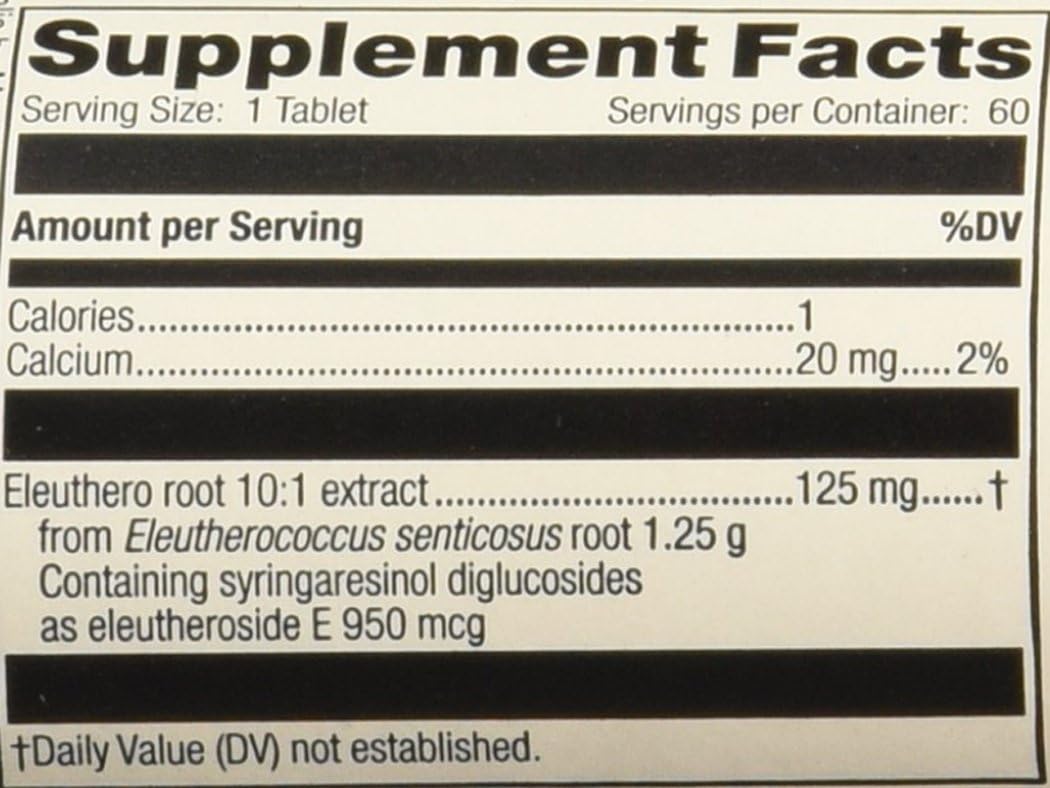 Supplement Facts
Serving Size: 1 Tablet Servings per Container: 60
Amount per Serving %DV
Calories..........................................................................1
Calcium..........................................................................20 mg.....2%
Eleuthero root 10:1 extract........................................125 mg......†
from Eleutherococcus senticosus root 1.25 g
Containing syringaresinol diglucosides
as eleutheroside E 950 mcg
†Daily Value (DV) not established.